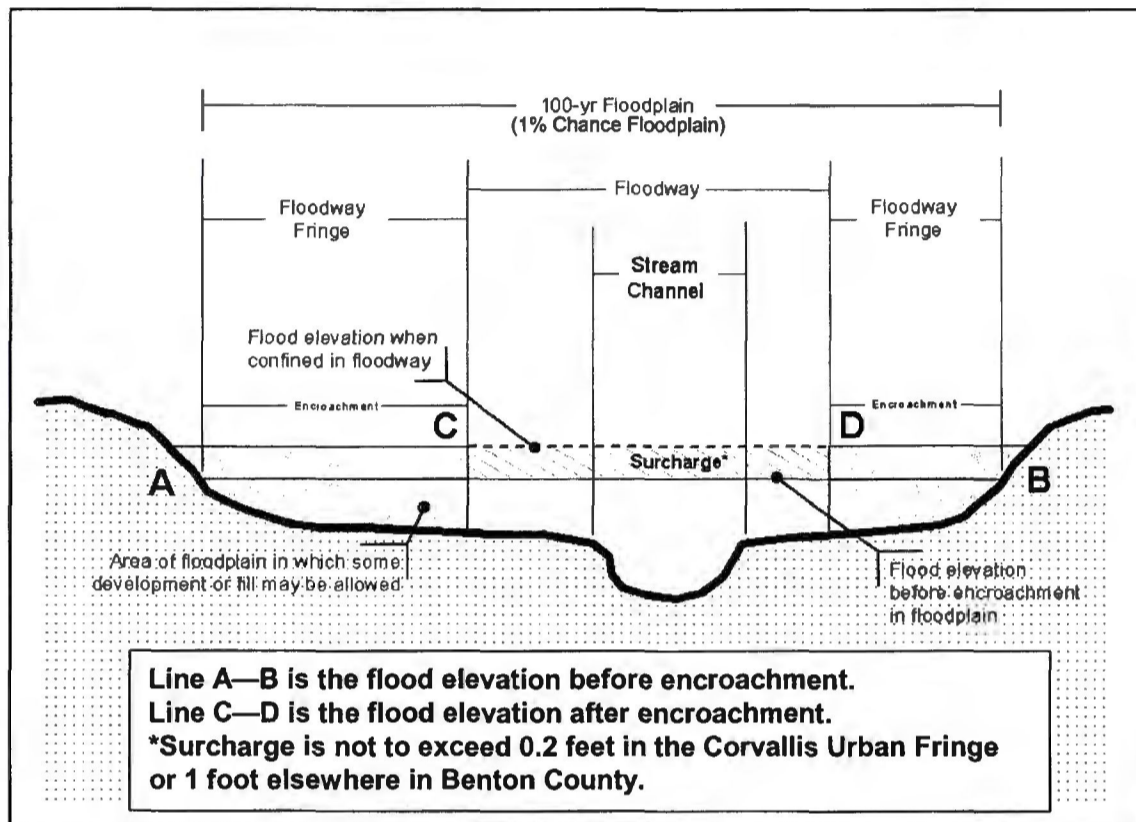 100-yr Floodplain
(1% Chance Floodplain)
Floodway
Floodway
Fringe
Floodway
Fringe
Stream
Channel
Flood elevation when
confined in floodway
Encroachment
Encroachment
C
D
Surcharge*
A
B
Area of floodplain in which some
development or fill may be allowed
Flood elevation
before encroachment
in floodplain
Line A—B is the flood elevation before encroachment.
Line C—D is the flood elevation after encroachment.
*Surcharge is not to exceed 0.2 feet in the Corvallis Urban Fringe
or 1 foot elsewhere in Benton County.